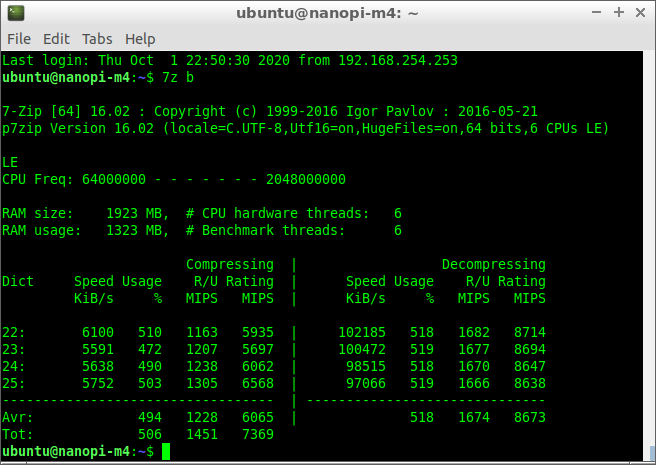 ubuntu@nanopi-m4: ~
File Edit Tabs Help
Last login: Thu Oct  1 22:50:30 2020 from 192.168.254.253
ubuntu@nanopi-m4:~$ 7z b
7-Zip [64] 16.02 : Copyright (c) 1999-2016 Igor Pavlov : 2016-05-21
p7zip Version 16.02 (locale=C.UTF-8,Utf16=on,HugeFiles=on,64 bits,6 CPUs LE)
LE
CPU Freq: 64000000 - - - - - - - 2048000000
RAM size:    1923 MB,  # CPU hardware threads:   6
RAM usage:   1323 MB,  # Benchmark threads:      6
                       Compressing  |                  Decompressing
Dict     Speed Usage    R/U Rating  |      Speed Usage    R/U Rating
         KiB/s     %   MIPS   MIPS  |      KiB/s     %   MIPS   MIPS
22:       6100   510   1163   5935  |     102185   518   1682   8714
23:       5591   472   1207   5697  |     100472   519   1677   8694
24:       5638   490   1238   6062  |      98515   518   1670   8647
25:       5752   503   1305   6568  |      97066   519   1666   8638
----------------------------------  | ------------------------------
Avr:             494   1228   6065  |              518   1674   8673
Tot:             506   1451   7369
ubuntu@nanopi-m4:~$